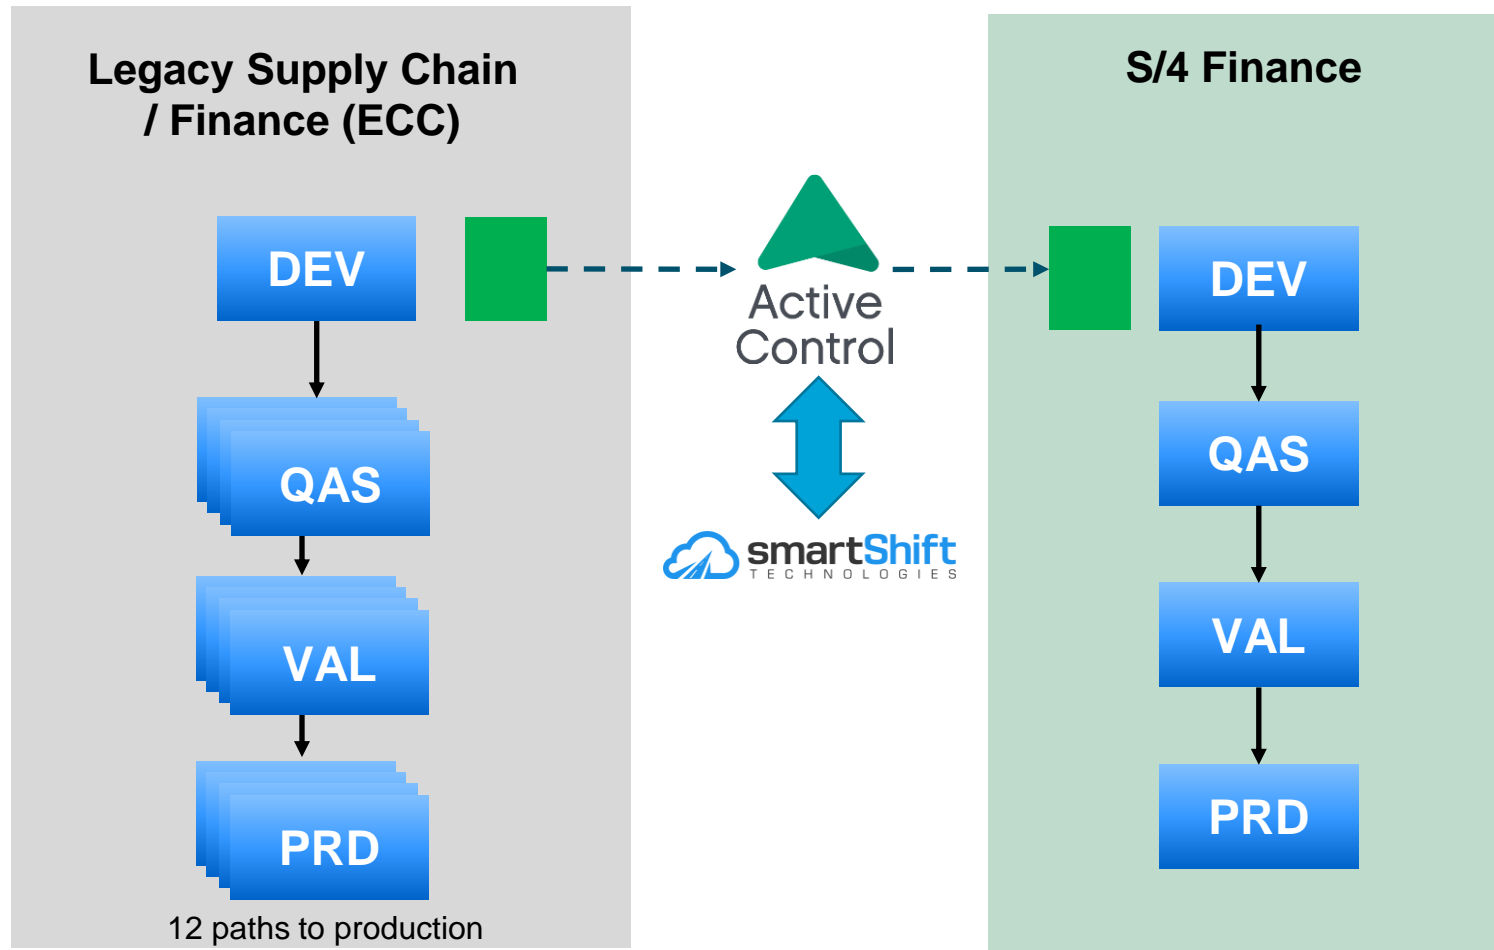 Legacy Supply Chain
/ Finance (ECC)
DEV
QAS
VAL
PRD
12 paths to production
Active
Control
smartShift
TECHNOLOGIES
S/4 Finance
DEV
QAS
VAL
PRD